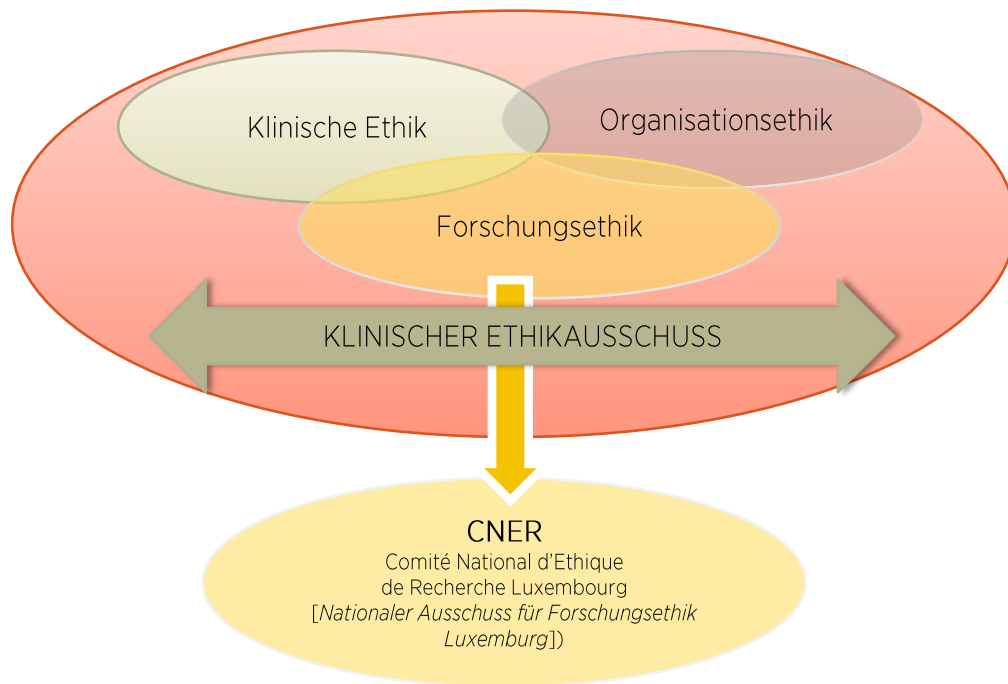 Klinische Ethik
Organisationsethik
Forschungsethik
KLINISCHER ETHIKAUSSCHUSS
CNER
Comité National d’Ethique
de Recherche Luxembourg
[Nationaler Ausschuss für Forschungsethik
Luxemburg])